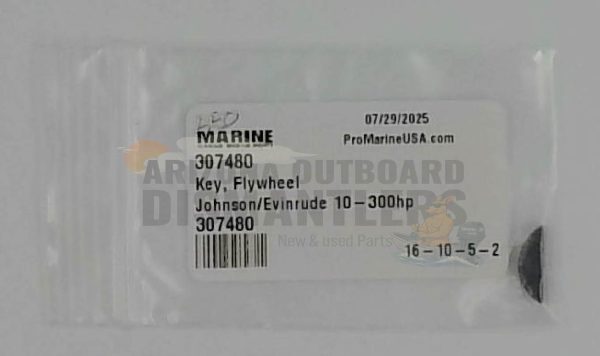 07/29/2025
MARINE
ProMarineUSA.com
307480
Key, Flywheel
Johnson/Evinrude 10-300hp
307480
16-10-5-2
ARIZONA OUTBOARD
DISMANTLERS
New & used Parts